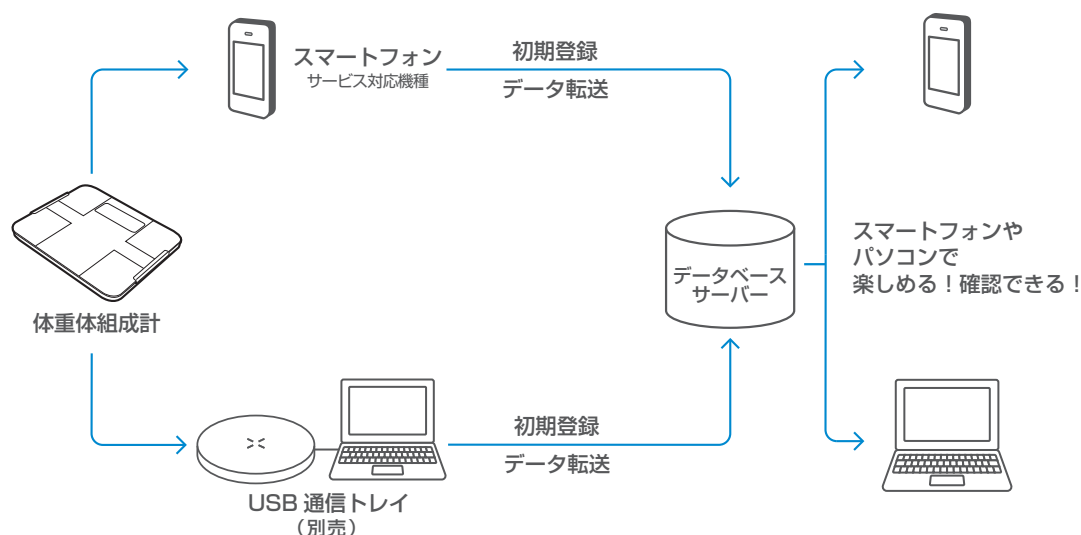 スマートフォン
サービス対応機種
初期登録
データ転送
体重体組成計
データベース
サーバー
スマートフォンや
パソコンで
楽しめる！確認できる！
初期登録
データ転送
USB 通信トレイ
（別売）